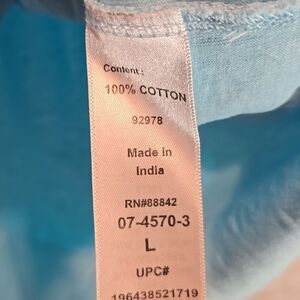 Content:
100% COTTON
92978
Made in
India
RN#88842
07-4570-3
L
UPC#
196438521719